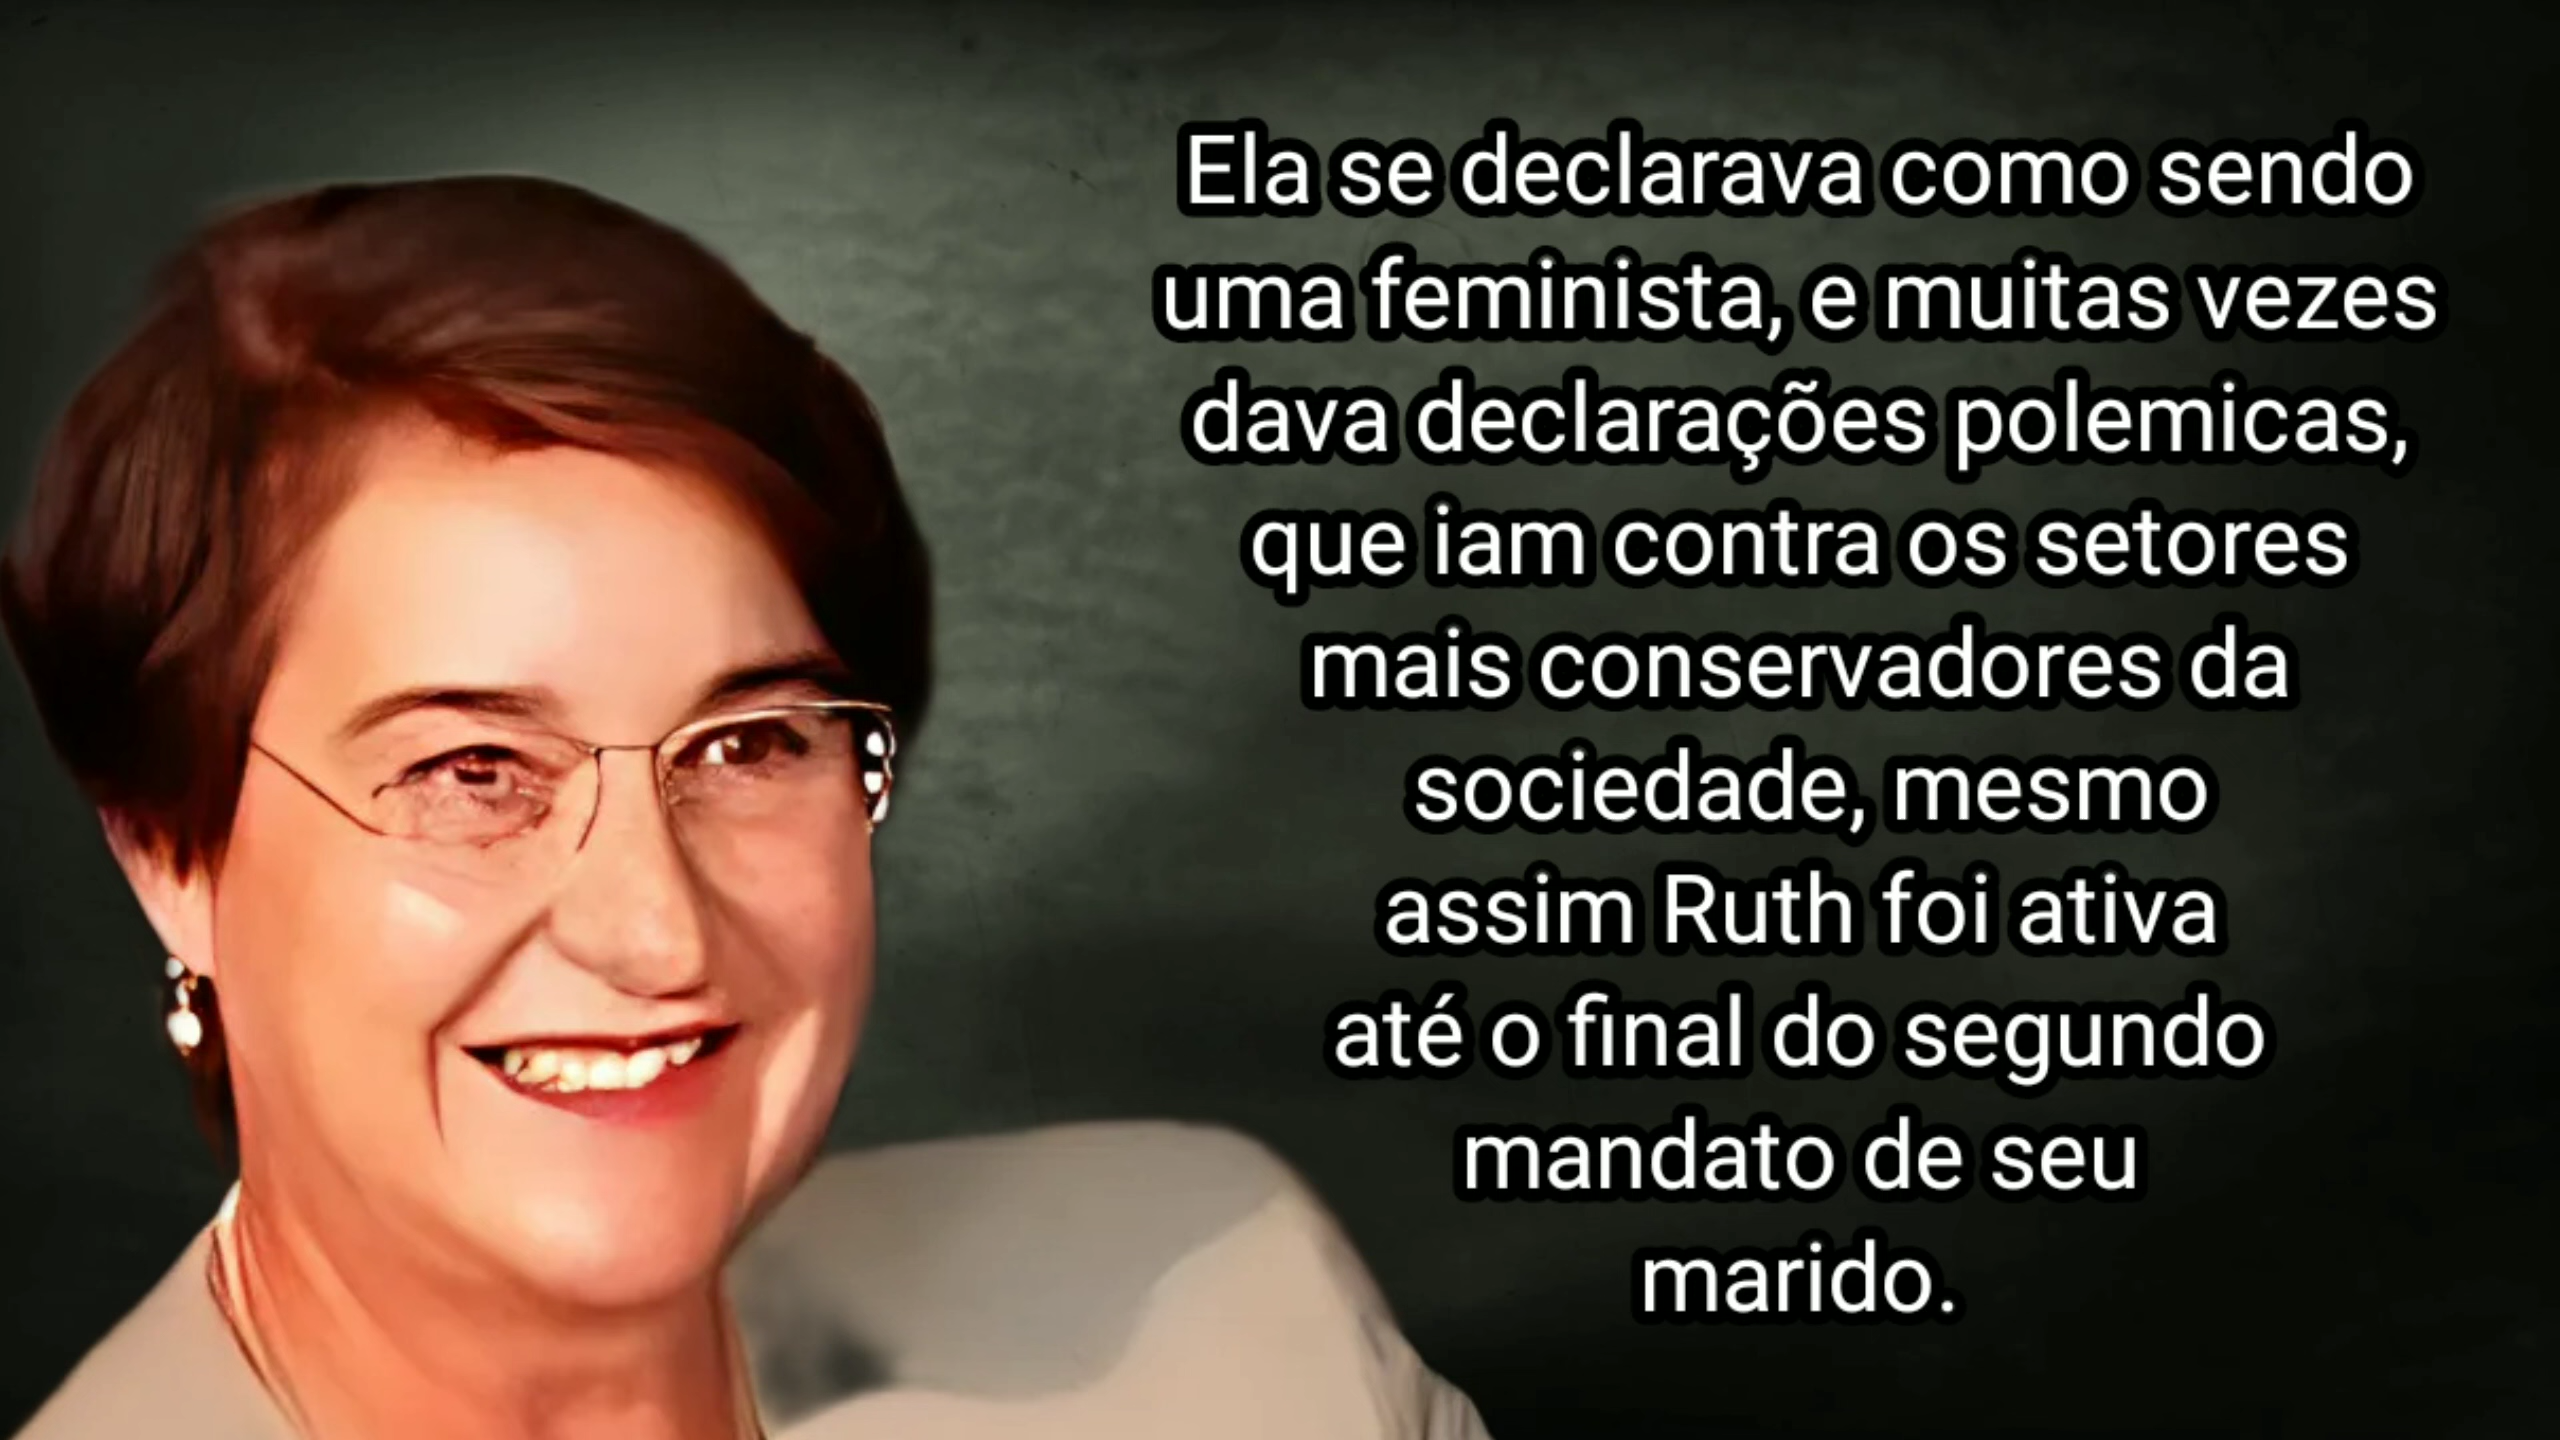 Ela se declarava como sendo
uma feminista, e muitas vezes
dava declarações polemicas,
que iam contra os setores
mais conservadores da
sociedade, mesmo
assim Ruth foi ativa
até o final do segundo
mandato de seu
marido.